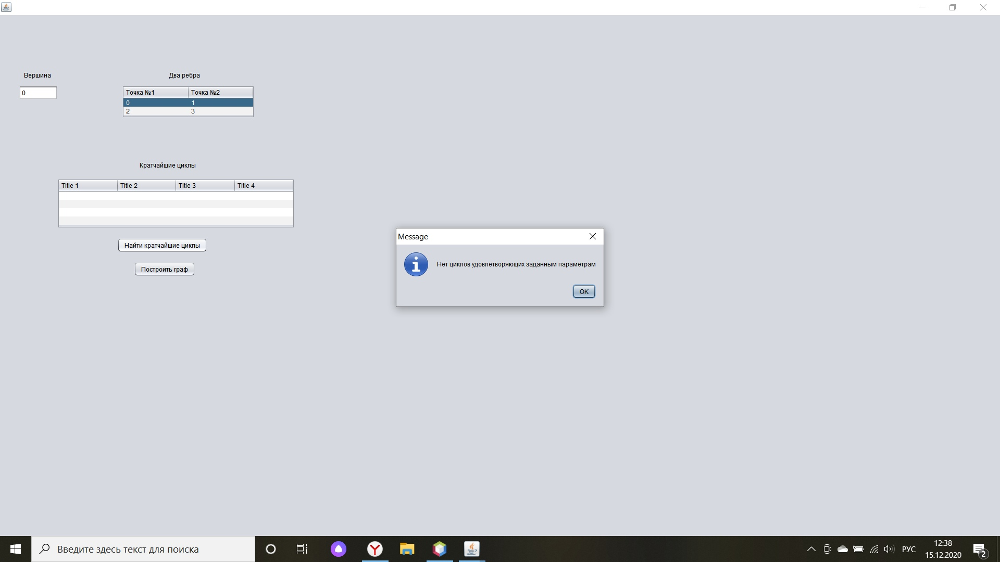 Вершина
Два ребра
0
Точка №1 Точка №2
0 1
2 3
Кратчайшие циклы
Title 1 Title 2 Title 3 Title 4
Найти кратчайшие циклы
Построить граф
Message
Нет циклов удовлетворяющих заданным параметрам
OK
Введите здесь текст для поиска
РУС
12:38
15.12.2020
2